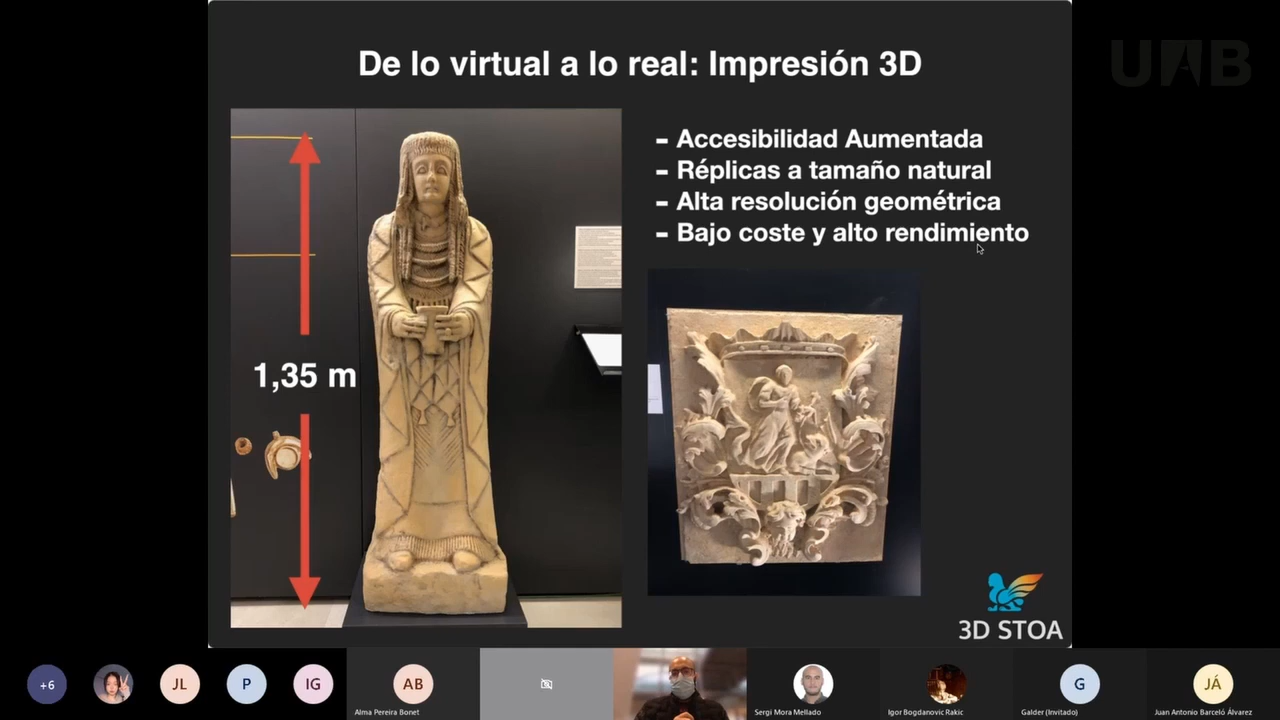 UAB
De lo virtual a lo real: Impresión 3D
- Accesibilidad Aumentada
- Réplicas a tamaño natural
- Alta resolución geométrica
- Bajo coste y alto rendimiento
1,35 m
3D STOA
+6
JL
P
IG
AB
G
JÁ
Alma Pereira Bonet
Sergi Mora Mellado
Igor Bogdanovic Rakic
Galder (Invitado)
Juan Antonio Barceló Álvarez